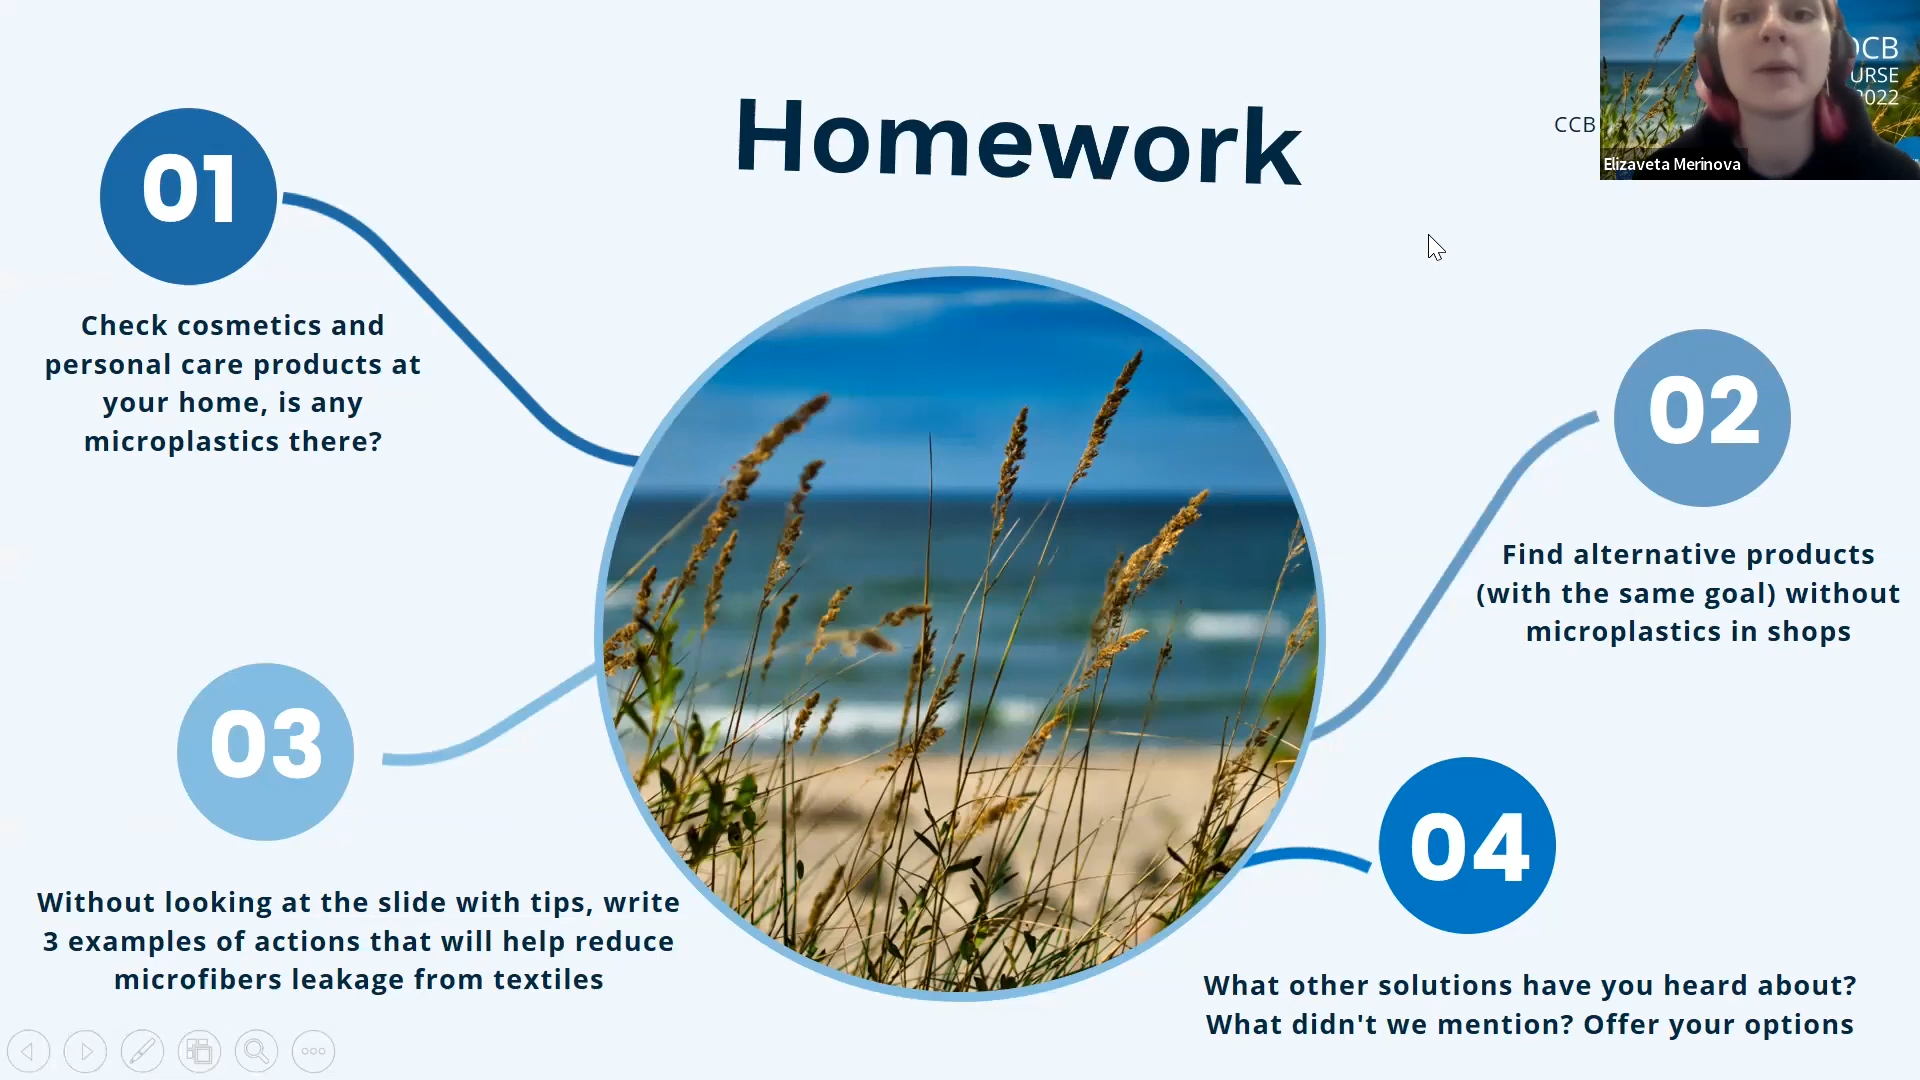 Homework
CCB
OCB
URSE
2022
Elizaveta Merinova
01
Check cosmetics and
personal care products at
your home, is any
microplastics there?
02
Find alternative products
(with the same goal) without
microplastics in shops
03
Without looking at the slide with tips, write
3 examples of actions that will help reduce
microfibers leakage from textiles
04
What other solutions have you heard about?
What didn't we mention? Offer your options